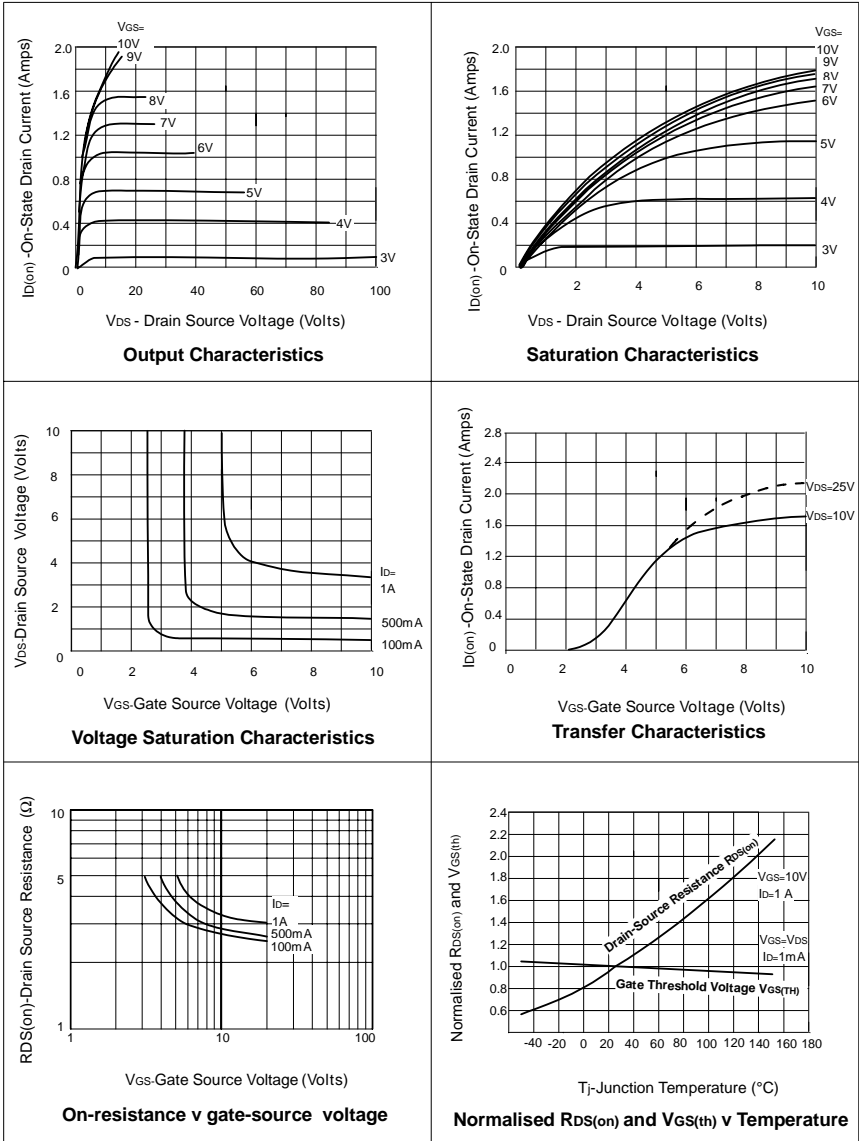 VGS=
10V
9V
8V
7V
6V
5V
4V
3V
2.0
1.6
1.2
0.8
0.4
0
0 20 40 60 80 100
ID(on) -On-State Drain Current (Amps)
VDS - Drain Source Voltage (Volts)
Output Characteristics
VGS=
10V
9V
8V
7V
6V
5V
4V
3V
2.0
1.6
1.2
0.8
0.4
0
2 4 6 8 10
ID(on) -On-State Drain Current (Amps)
VDS - Drain Source Voltage (Volts)
Saturation Characteristics
10
8
6
4
2
0
0 2 4 6 8 10
VDS-Drain Source Voltage (Volts)
ID=
1A
500mA
100mA
VGS-Gate Source Voltage (Volts)
Voltage Saturation Characteristics
2.8
2.4
2.0
1.6
1.2
0.8
0.4
0
0 2 4 6 8 10
ID(on) -On-State Drain Current (Amps)
VDS=25V
VDS=10V
VGS-Gate Source Voltage (Volts)
Transfer Characteristics
10
5
1
1 10 100
RDS(on)-Drain Source Resistance (Ω)
ID=
1A
500mA
100mA
VGS-Gate Source Voltage (Volts)
On-resistance v gate-source voltage
2.4
2.2
2.0
1.8
1.6
1.4
1.2
1.0
0.8
0.6
-40 -20 0 20 40 60 80 100 120 140 160 180
Normalised RDS(on) and VGS(th)
Drain-Source Resistance RDS(on)
VGS=10V
ID=1 A
VGS=VDS
ID=1mA
Gate Threshold Voltage VGS(TH)
Tj-Junction Temperature (°C)
Normalised RDS(on) and VGS(th) v Temperature